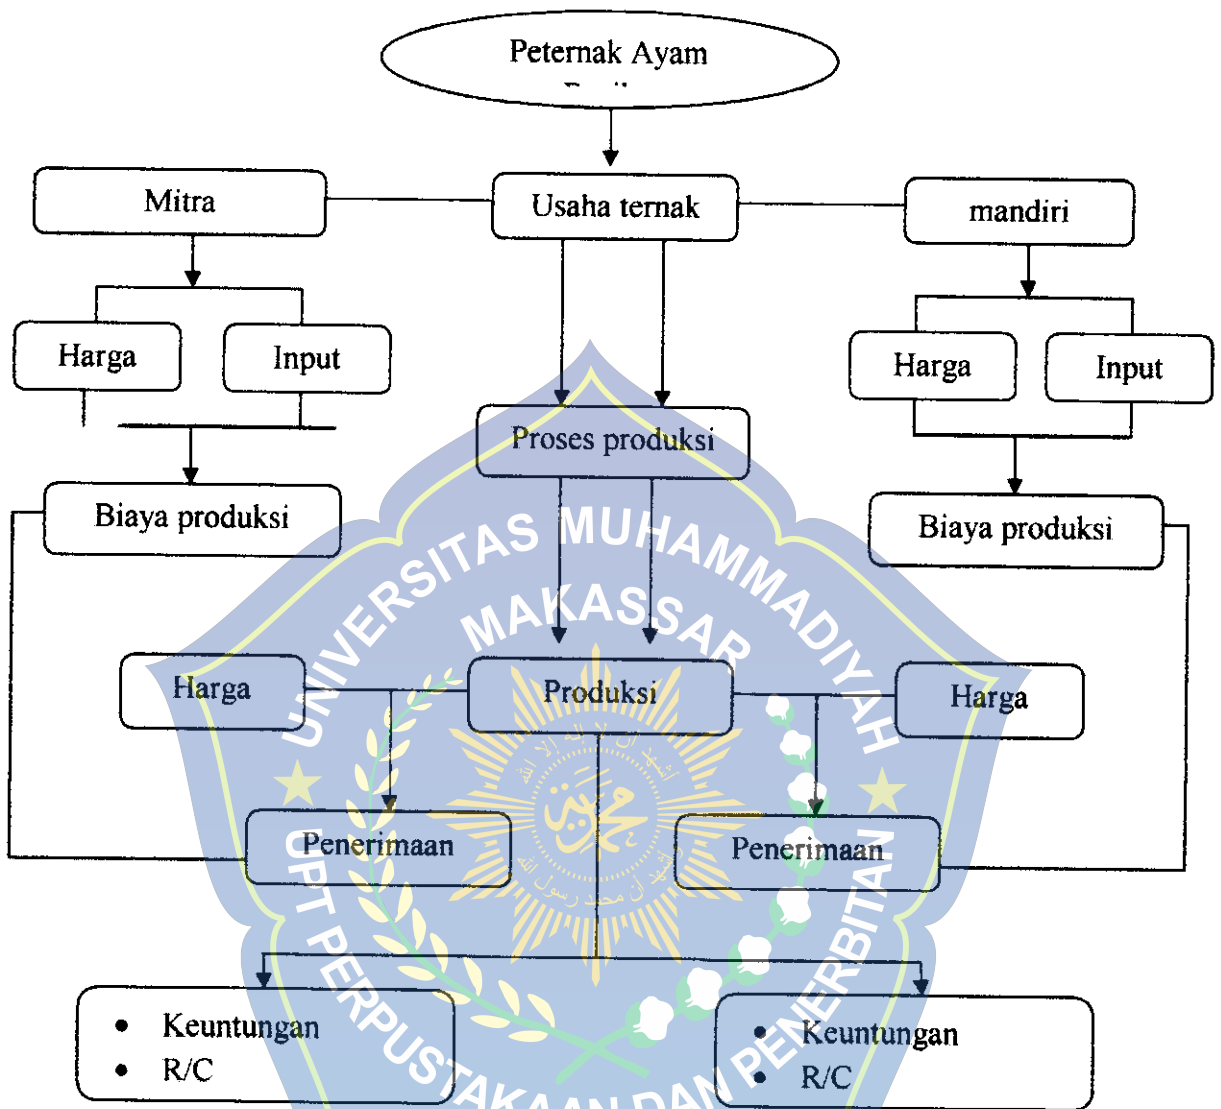 Peternak Ayam
Mitra
Usaha ternak
mandiri
Harga
Input
Harga
Input
Proses produksi
Biaya produksi
Biaya produksi
UNIVERSITAS MUHAMMADIYAH
MAKASSAR
Harga
Produksi
Harga
Penerimaan
Penerimaan
UPT PERPUSTAKAAN DAN PENERBITAN
• Keuntungan
• R/C
• Keuntungan
• R/C